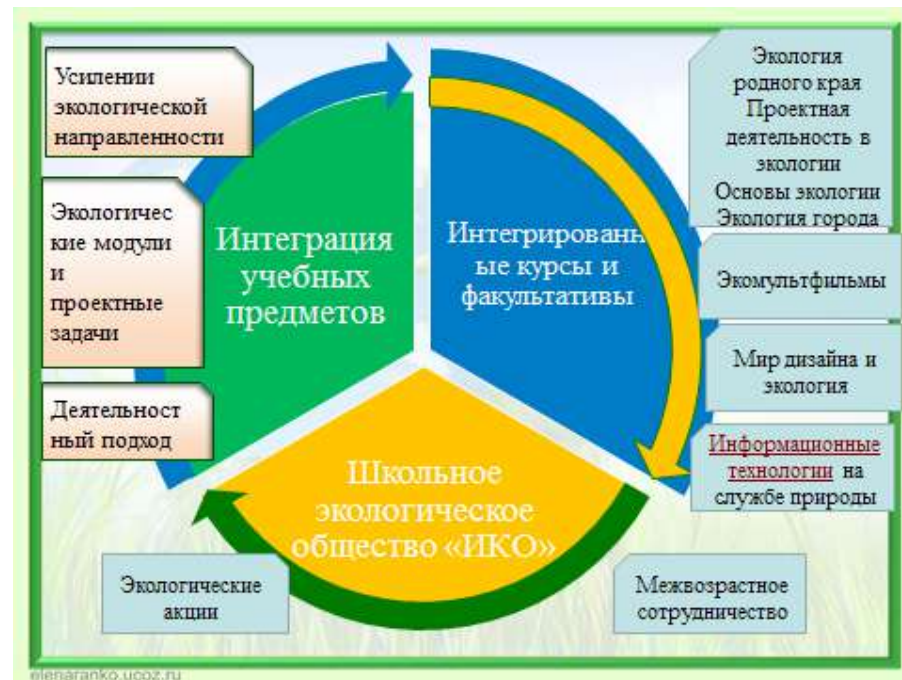 Усилении
экологической
направленности
Экологичес
кие модули
и
проектные
задачи
Деятельност
ный подход
Интеграция
учебных
предметов
Интегрированн
ые курсы и
факультативы
Школьное
экологическое
общество «ИКО»
Экология
родного края
Проектная
деятельность в
экологии
Основы экологии
Экология города
Экомультфильмы
Мир дизайна и
экология
Информационные
технологии на
службе природы
Экологические
акции
Межвозрастное
сотрудничество
elenaranko.ucoz.ru